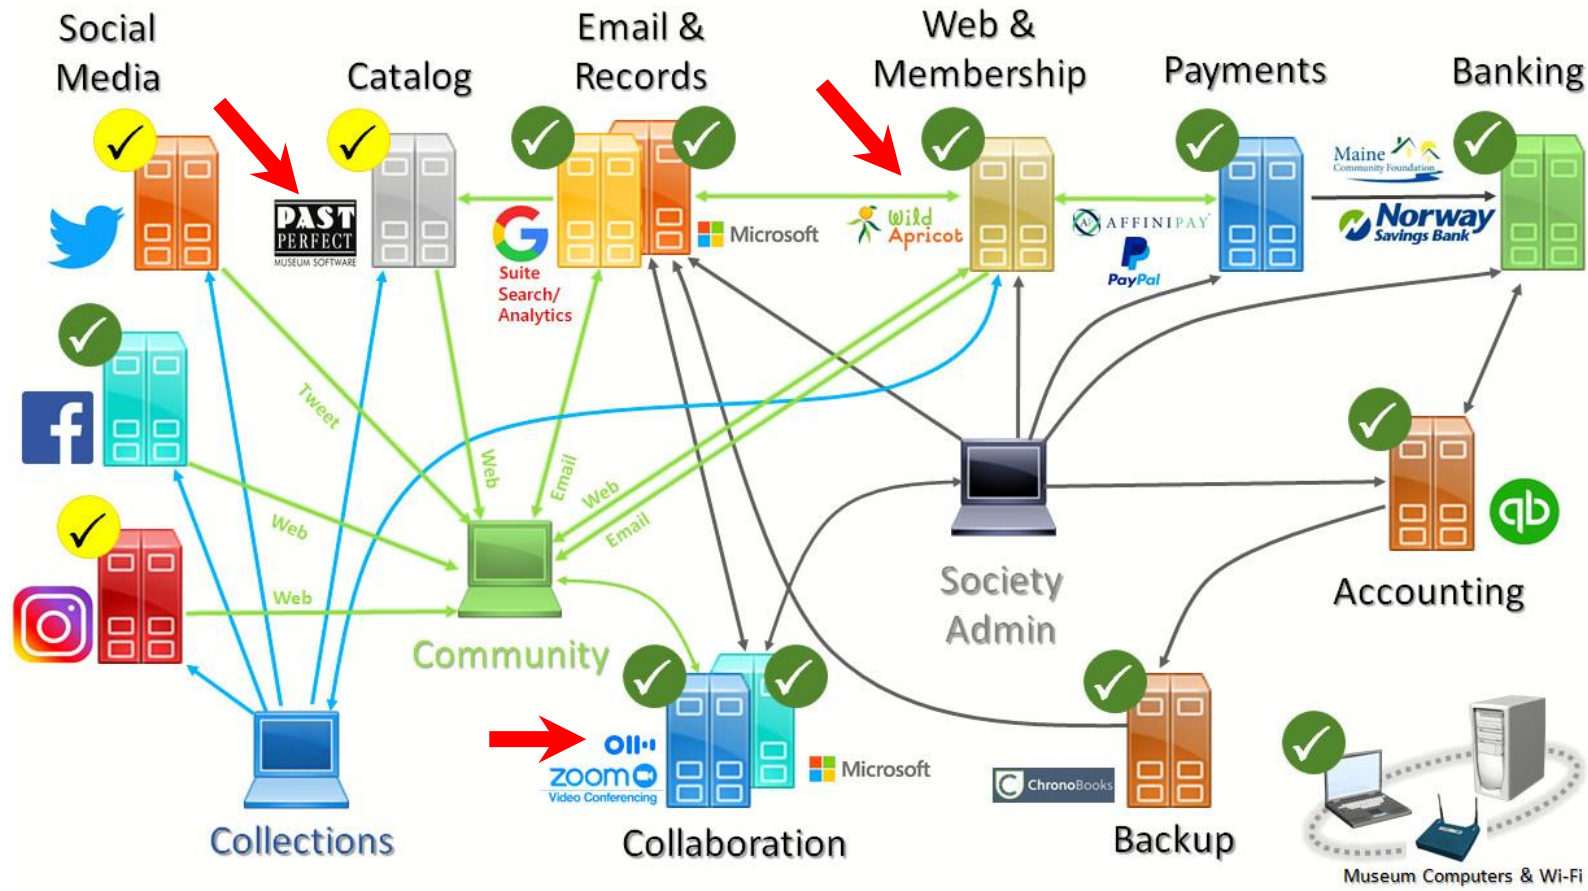 Social
Media
Catalog
Email &
Records
Web &
Membership
Payments
Banking
PAST
PERFECT
MUSEUM SOFTWARE
G
Suite
Search/
Analytics
Microsoft
Wild
Apricot
AP
AFFINIPAY
PayPal
Maine
Community Foundation
Norway
Savings Bank
Tweet
Web
Email
Web
Email
Web
Web
qb
Society
Admin
Accounting
Community
zoom
Video Conferencing
Microsoft
C ChronoBooks
Collections
Collaboration
Backup
Museum Computers & Wi-Fi